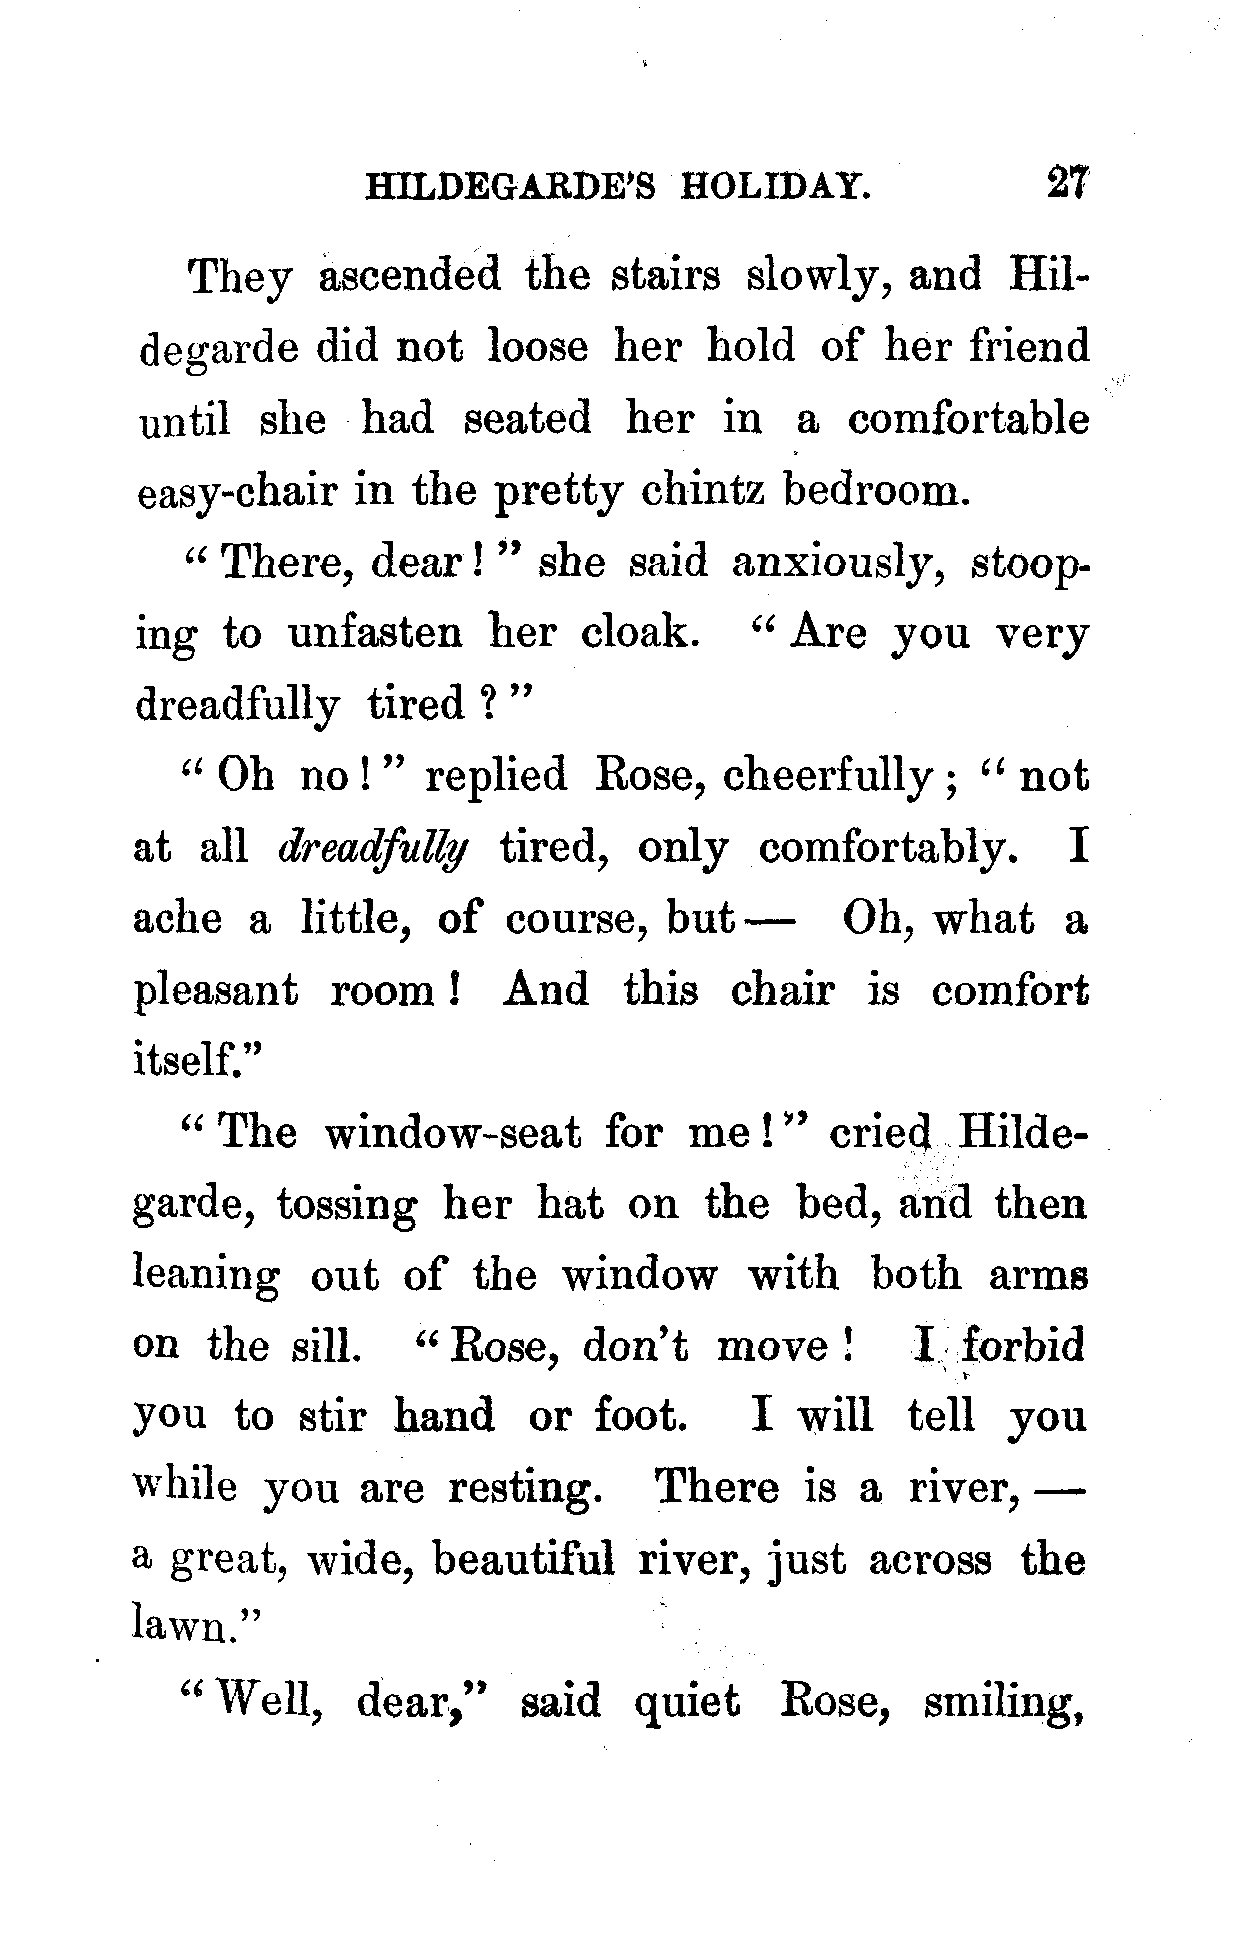 HILDEGARDE'S HOLIDAY. 27
They ascended the stairs slowly, and Hil-
degarde did not loose her hold of her friend
until she had seated her in a comfortable
easy-chair in the pretty chintz bedroom.
“ There, dear! ” she said anxiously, stoop-
ing to unfasten her cloak. “ Are you very
dreadfully tired ? ”
“ Oh no! ” replied Rose, cheerfully ; “ not
at all dreadfully tired, only comfortably. I
ache a little, of course, but — Oh, what a
pleasant room ! And this chair is comfort
itself.”
“ The window-seat for me ! ” cried Hilde-
garde, tossing her hat on the bed, and then
leaning out of the window with both arms
on the sill. “ Rose, don't move ! I forbid
you to stir hand or foot. I will tell you
while you are resting. There is a river, —
a great, wide, beautiful river, just across the
lawn.”
“ Well, dear,” said quiet Rose, smiling,